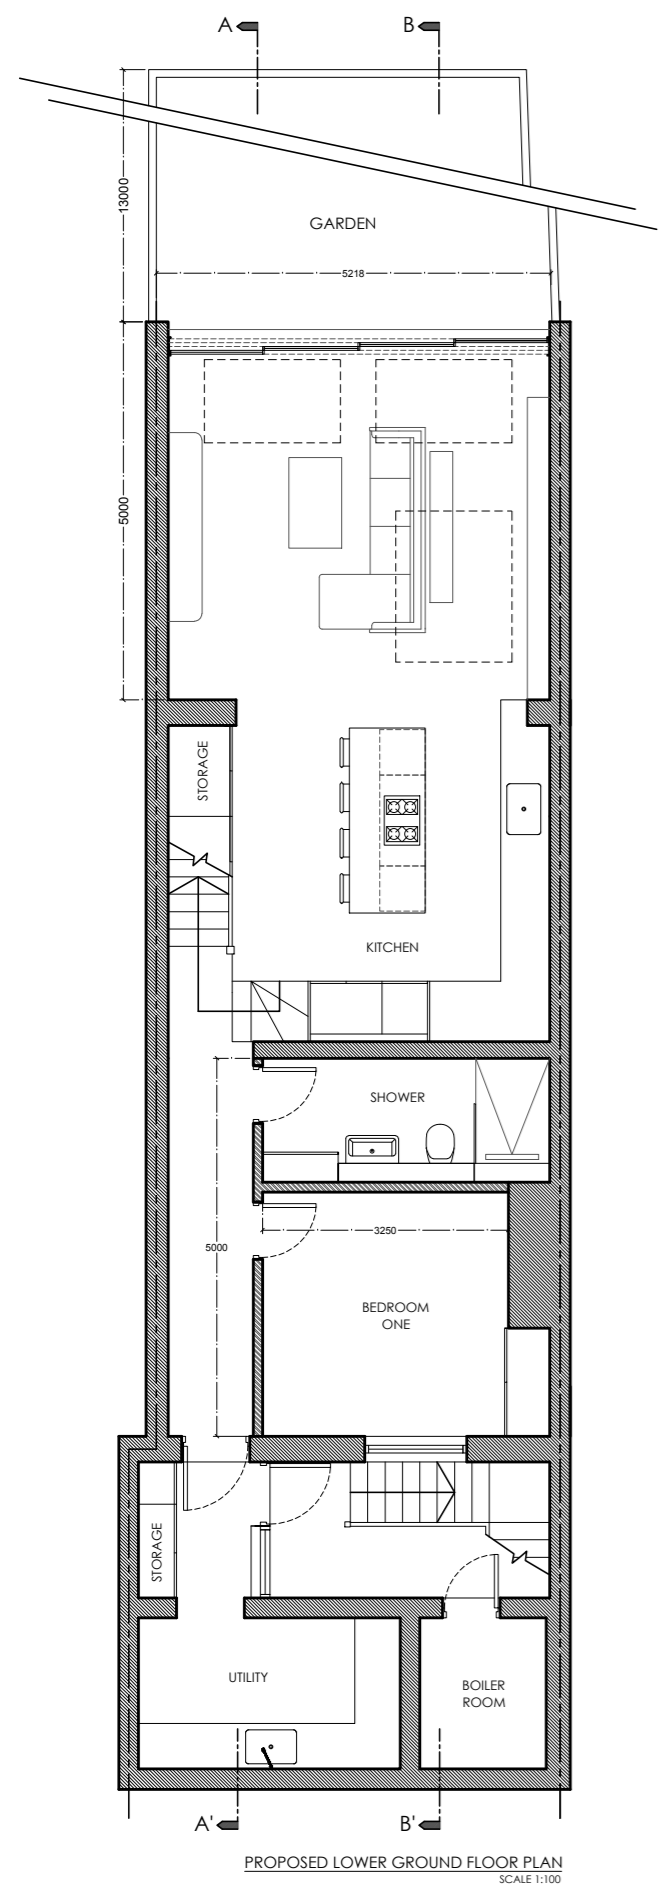 A
B
13000
GARDEN
5218
5000
STORAGE
KITCHEN
SHOWER
5000
3250
BEDROOM
ONE
STORAGE
UTILITY
BOILER
ROOM
A'
B'
PROPOSED LOWER GROUND FLOOR PLAN
SCALE 1:100